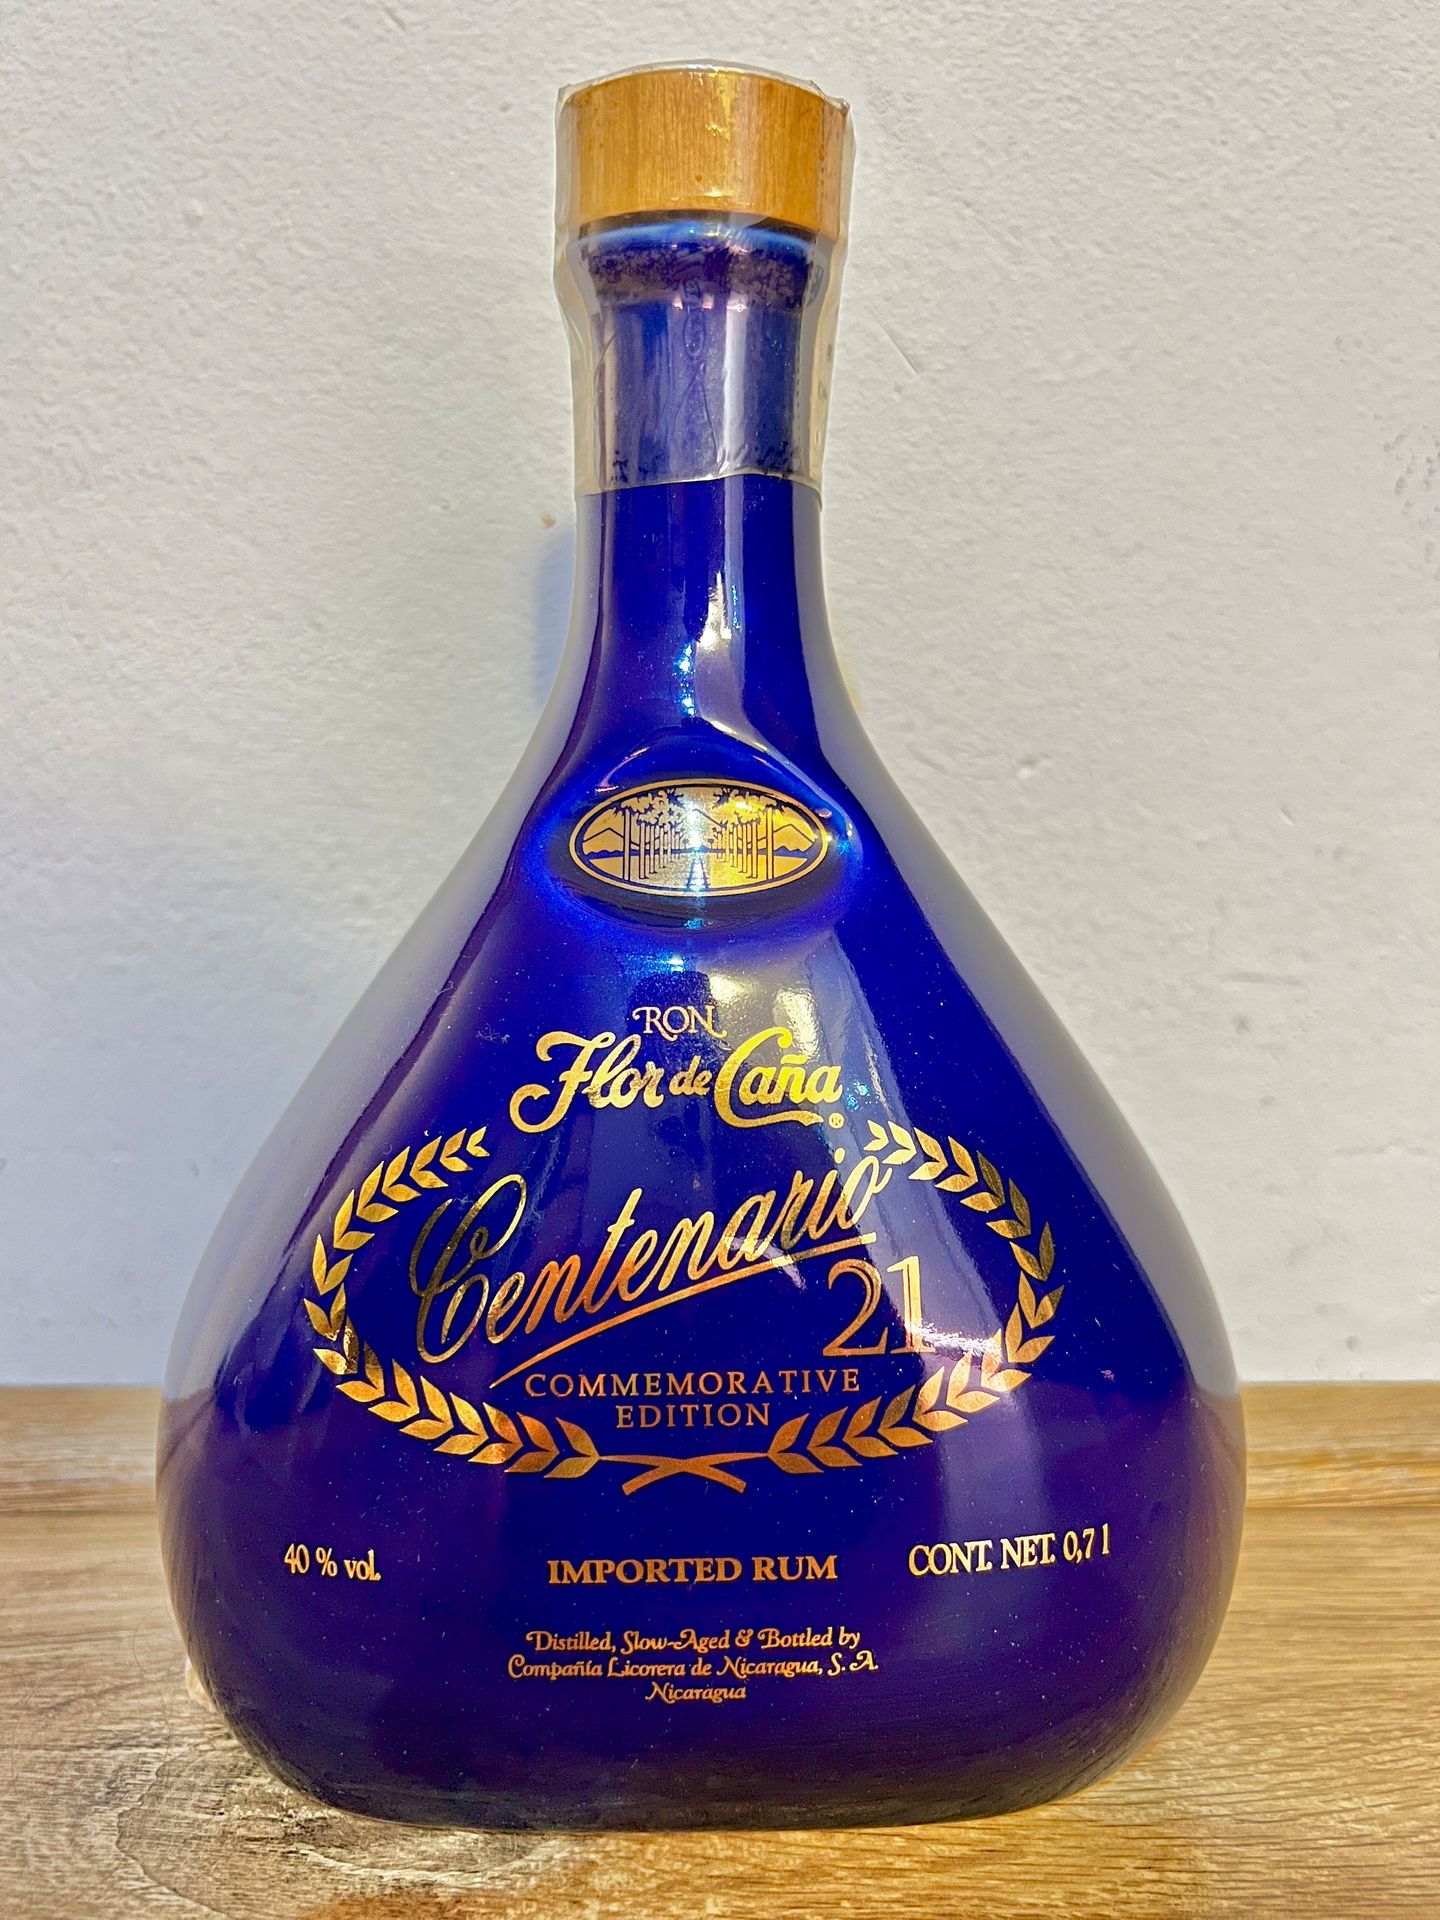 RON
Flor de Caña®
Centenario
21
COMMEMORATIVE
EDITION
40 % vol.
IMPORTED RUM
CONT. NET. 0,7 l
Distilled, Slow-Aged & Bottled by
Compañía Licorera de Nicaragua, S. A.
Nicaragua